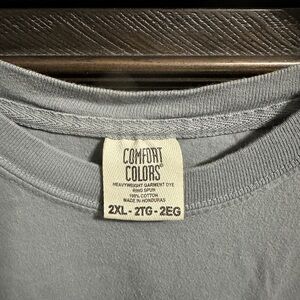 COMFORT
COLORS®
HEAVYWEIGHT GARMENT DYE
RING SPUN
100% COTTON
MADE IN HONDURAS
2XL - 2TG - 2EG